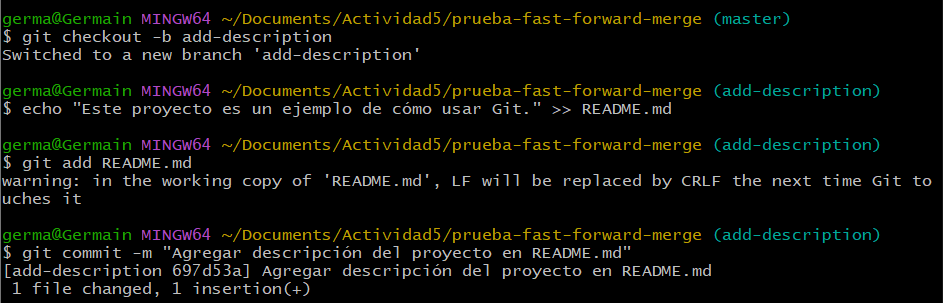 germa@Germain MINGW64 ~/Documents/Actividad5/prueba-fast-forward-merge (master)
$ git checkout -b add-description
Switched to a new branch 'add-description'
germa@Germain MINGW64 ~/Documents/Actividad5/prueba-fast-forward-merge (add-description)
$ echo "Este proyecto es un ejemplo de cómo usar Git." >> README.md
germa@Germain MINGW64 ~/Documents/Actividad5/prueba-fast-forward-merge (add-description)
$ git add README.md
warning: in the working copy of 'README.md', LF will be replaced by CRLF the next time Git to
uches it
germa@Germain MINGW64 ~/Documents/Actividad5/prueba-fast-forward-merge (add-description)
$ git commit -m "Agregar descripción del proyecto en README.md"
[add-description 697d53a] Agregar descripción del proyecto en README.md
 1 file changed, 1 insertion(+)